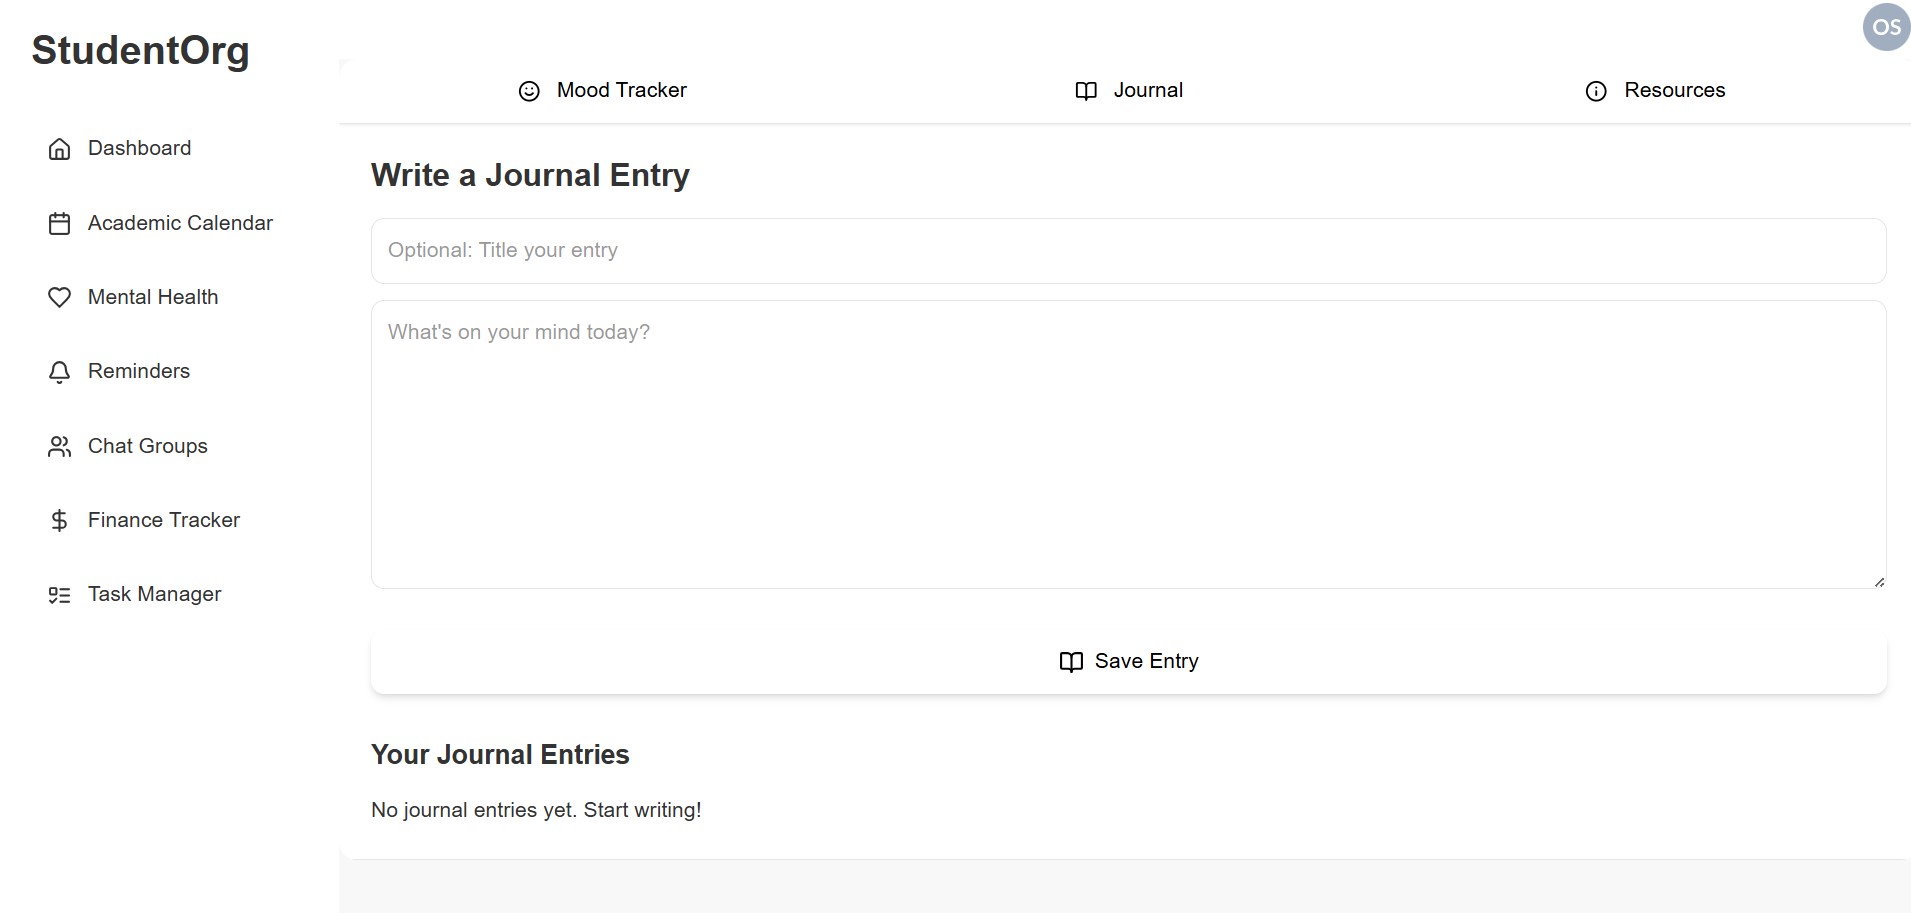 StudentOrg
OS
Dashboard
Academic Calendar
Mental Health
Reminders
Chat Groups
Finance Tracker
Task Manager
Mood Tracker
Journal
Resources
Write a Journal Entry
Optional: Title your entry
What's on your mind today?
Save Entry
Your Journal Entries
No journal entries yet. Start writing!